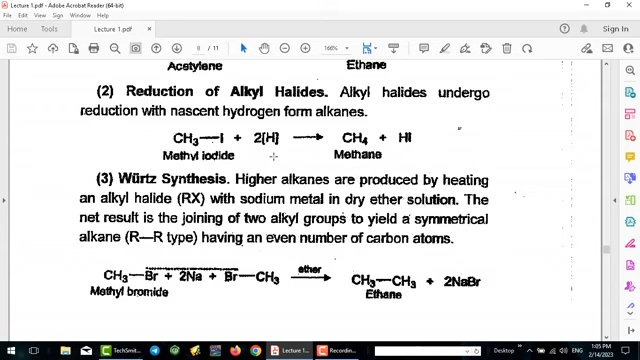 Lecture 1.pdf - Adobe Acrobat Reader (64-bit)
File Edit View Sign Window Help
Home Tools Lecture 1.pdf × Sign In
8 / 11 166%
Acetylene Ethane
(2) Reduction of Alkyl Halides. Alkyl halides undergo
reduction with nascent hydrogen form alkanes.
CH3—I + 2[H] → CH4 + HI
Methyl iodide Methane
(3) Würtz Synthesis. Higher alkanes are produced by heating
an alkyl halide (RX) with sodium metal in dry ether solution. The
net result is the joining of two alkyl groups to yield a symmetrical
alkane (R—R type) having an even number of carbon atoms.
CH3—Br + 2Na + Br—CH3 ether → CH3—CH3 + 2NaBr
Methyl bromide Ethane
TechSmit... Lecture 1.pdf... Recording... Desktop ENG 1:05 PM
2/14/2023